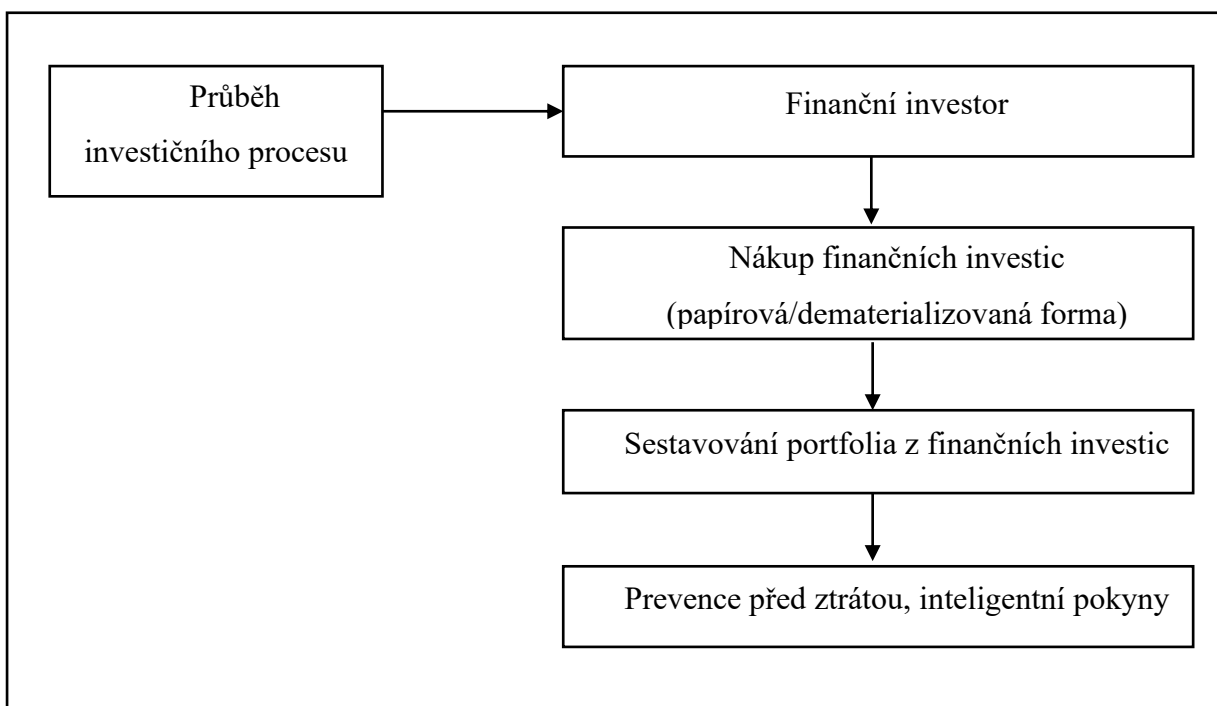 Průběh
investičního procesu
Finanční investor
Nákup finančních investic
(papírová/dematerializovaná forma)
Sestavování portfolia z finančních investic
Prevence před ztrátou, inteligentní pokyny